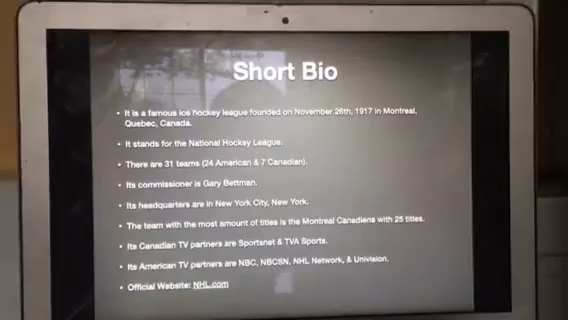 Short Bio
• It is a famous ice hockey league founded on November 26th, 1917 in Montreal,
Quebec, Canada.
• It stands for the National Hockey League.
• There are 31 teams (24 American & 7 Canadian).
• Its commissioner is Gary Bettman.
• Its headquarters are in New York City, New York.
• The team with the most amount of titles is the Montreal Canadiens with 25 titles.
• Its Canadian TV partners are Sportsnet & TVA Sports.
• Its American TV partners are NBC, NBCSN, NHL Network, & Univision.
• Official Website: NHL.com